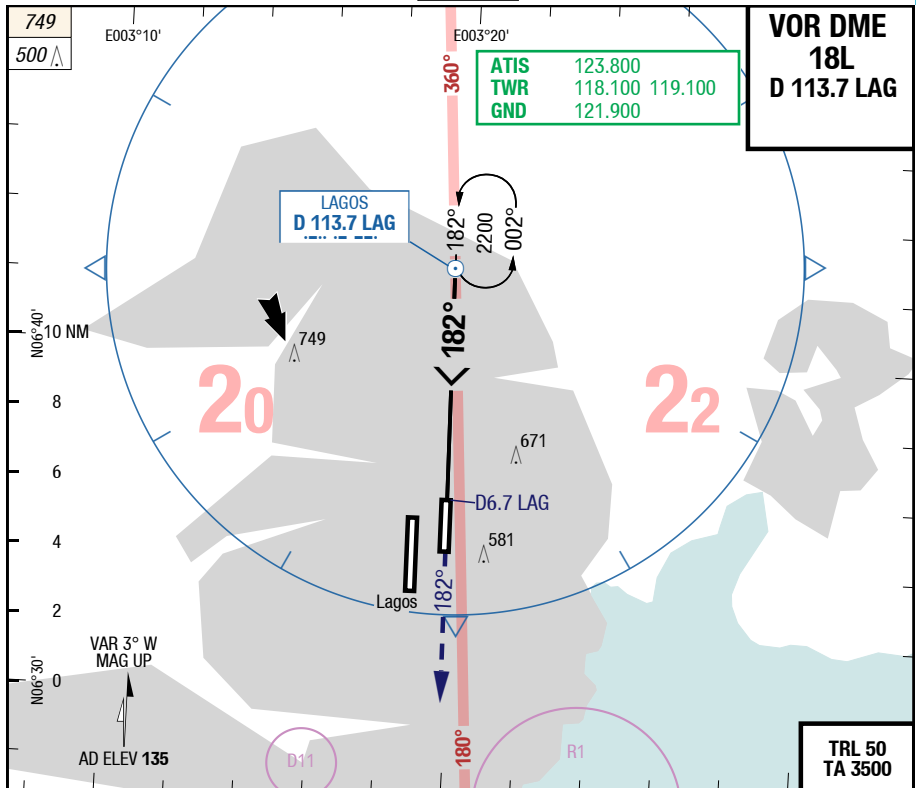 749
500
E003°10'
E003°20'
VOR DME
18L
D 113.7 LAG
ATIS 123.800
TWR 118.100 119.100
GND 121.900
360°
LAGOS
D 113.7 LAG
182°
2200
002°
182°
N06°40'
10 NM
749
20
22
8
671
6
D6.7 LAG
4
581
182°
Lagos
2
VAR 3° W
MAG UP
N06°30'
0
AD ELEV 135
180°
D11
R1
TRL 50
TA 3500